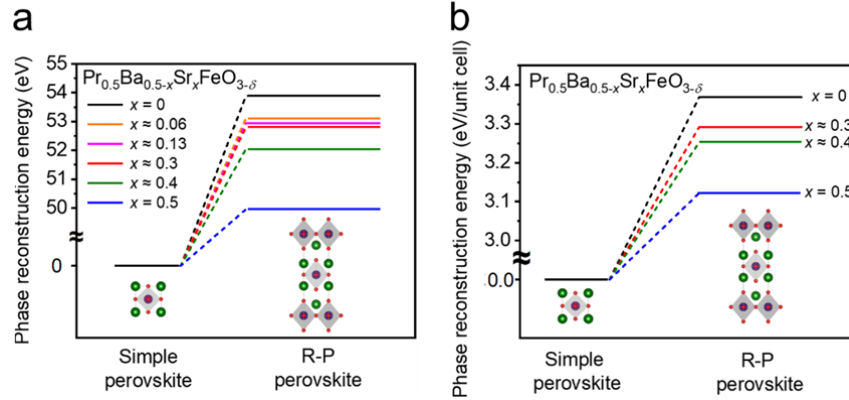 a
Phase reconstruction energy (eV)
55
54
53
52
51
50
0
Pr0.5Ba0.5-xSrxFeO3-δ
x = 0
x ≈ 0.06
x ≈ 0.13
x ≈ 0.3
x ≈ 0.4
x = 0.5
Simple
perovskite
R-P
perovskite
b
Phase reconstruction energy (eV/unit cell)
3.4
3.3
3.2
3.1
3.0
0.0
Pr0.5Ba0.5-xSrxFeO3-δ
x = 0
x ≈ 0.3
x ≈ 0.4
x = 0.5
Simple
perovskite
R-P
perovskite